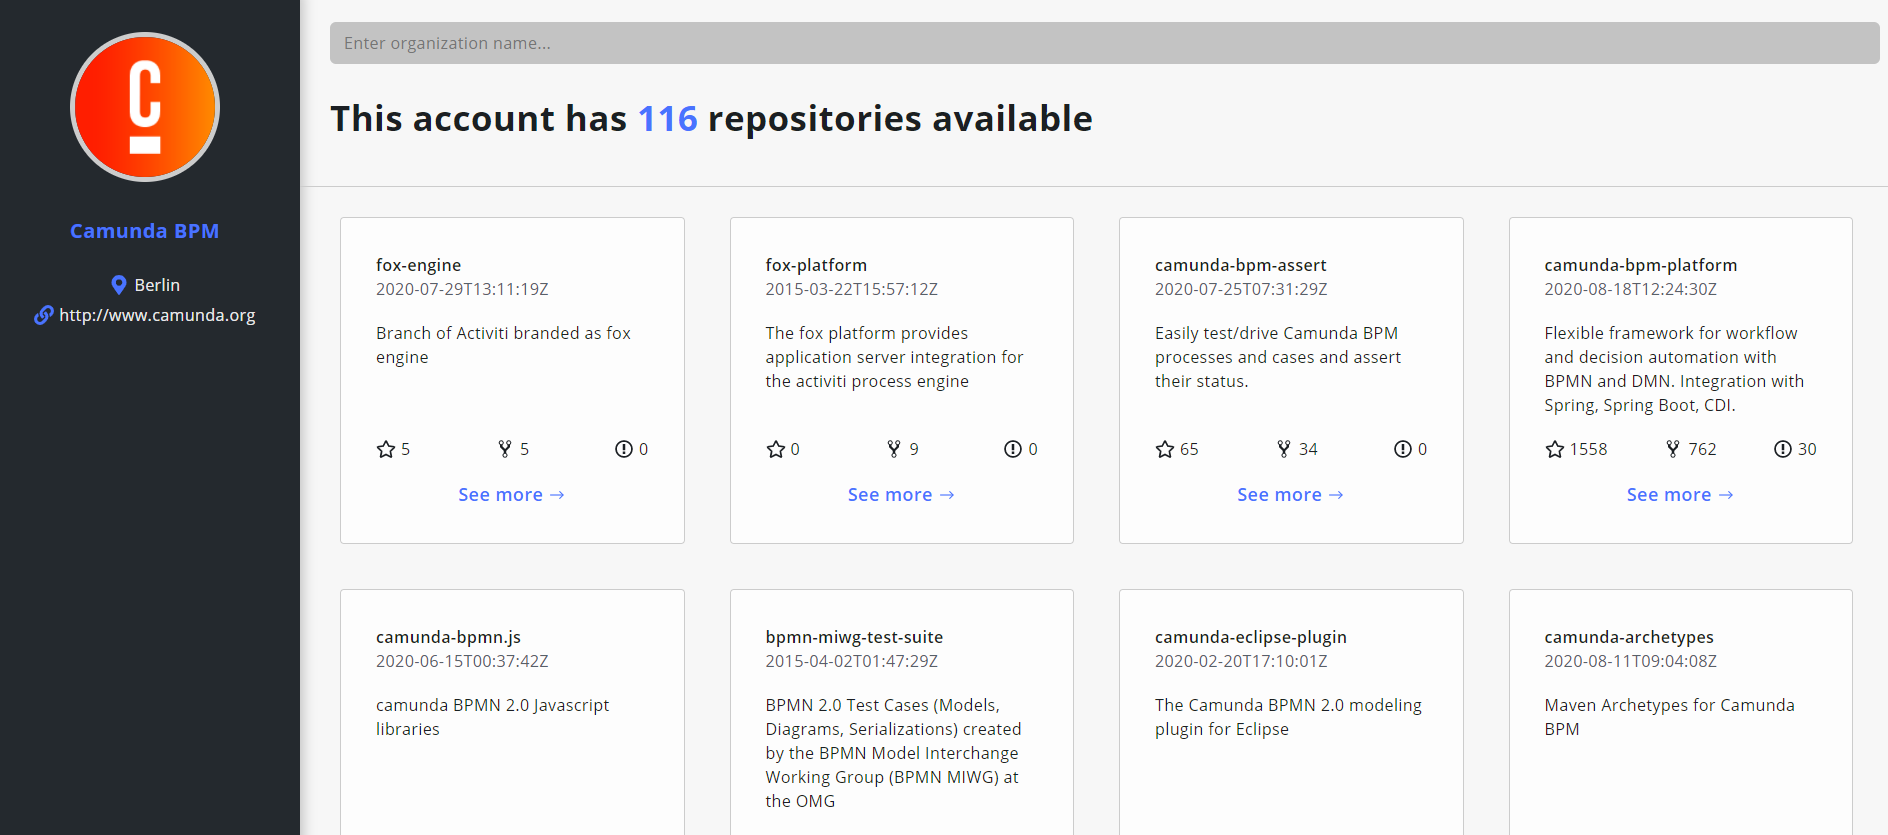 C
Camunda BPM
Berlin
http://www.camunda.org
Enter organization name...
This account has 116 repositories available
fox-engine
2020-07-29T13:11:19Z
Branch of Activiti branded as fox
engine
5 5 0
See more →
fox-platform
2015-03-22T15:57:12Z
The fox platform provides
application server integration for
the activiti process engine
0 9 0
See more →
camunda-bpm-assert
2020-07-25T07:31:29Z
Easily test/drive Camunda BPM
processes and cases and assert
their status.
65 34 0
See more →
camunda-bpm-platform
2020-08-18T12:24:30Z
Flexible framework for workflow
and decision automation with
BPMN and DMN. Integration with
Spring, Spring Boot, CDI.
1558 762 30
See more →
camunda-bpmn.js
2020-06-15T00:37:42Z
camunda BPMN 2.0 Javascript
libraries
bpmn-miwg-test-suite
2015-04-02T01:47:29Z
BPMN 2.0 Test Cases (Models,
Diagrams, Serializations) created
by the BPMN Model Interchange
Working Group (BPMN MIWG) at
the OMG
camunda-eclipse-plugin
2020-02-20T17:10:01Z
The Camunda BPMN 2.0 modeling
plugin for Eclipse
camunda-archetypes
2020-08-11T09:04:08Z
Maven Archetypes for Camunda
BPM